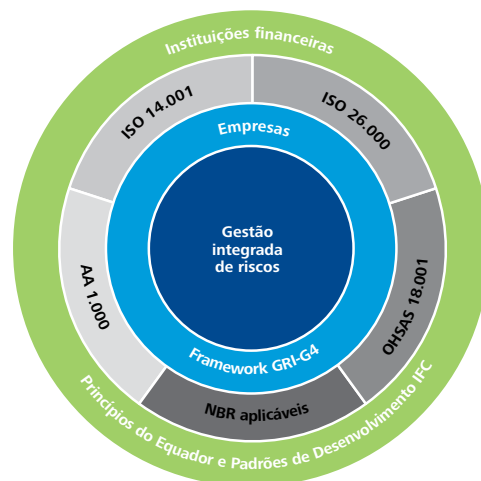 Instituições financeiras
ISO 14.001
ISO 26.000
Empresas
Gestão
integrada
de riscos
AA 1.000
OHSAS 18.001
Framework GRI-G4
NBR aplicáveis
Princípios do Equador e Padrões de Desenvolvimento IFC